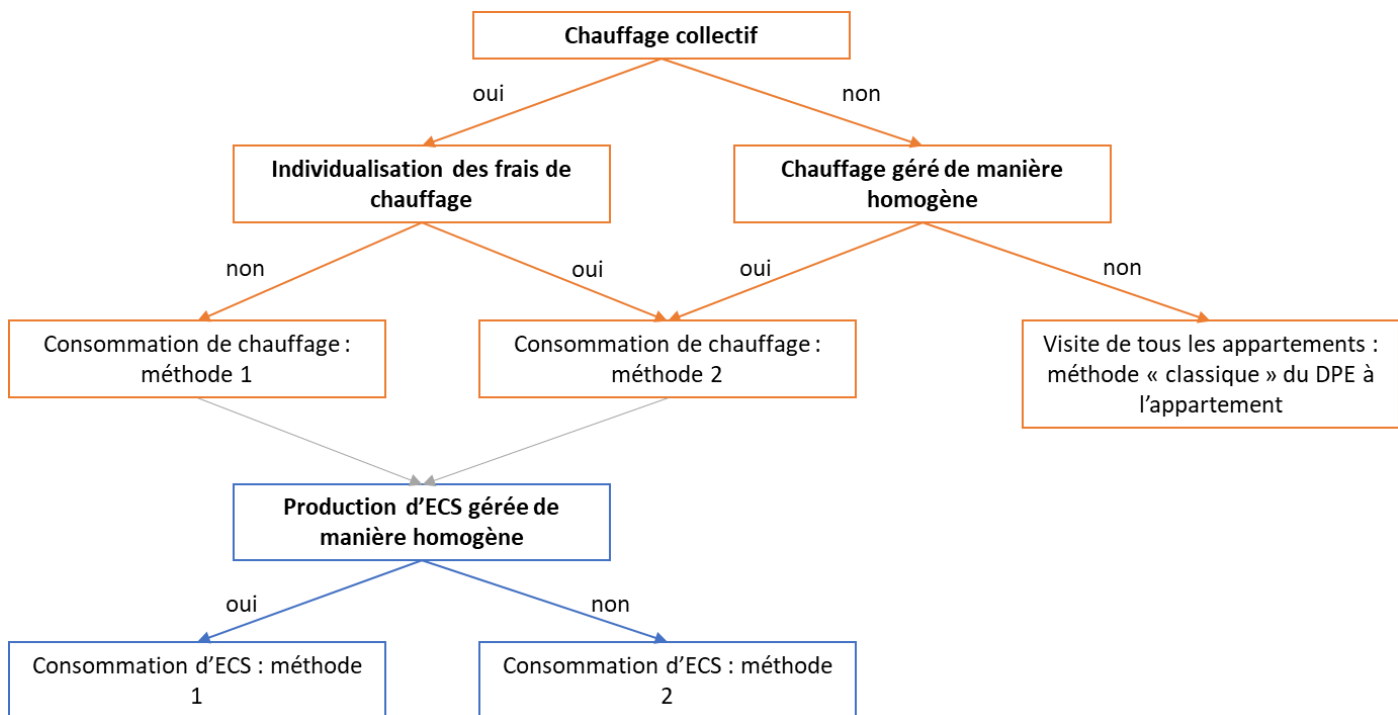 Chauffage collectif
oui
non
Individualisation des frais de
chauffage
Chauffage géré de manière
homogène
non
oui
oui
non
Consommation de chauffage :
méthode 1
Consommation de chauffage :
méthode 2
Visite de tous les appartements :
méthode « classique » du DPE à
l’appartement
Production d’ECS gérée de
manière homogène
oui
non
Consommation d’ECS : méthode
1
Consommation d’ECS : méthode
2